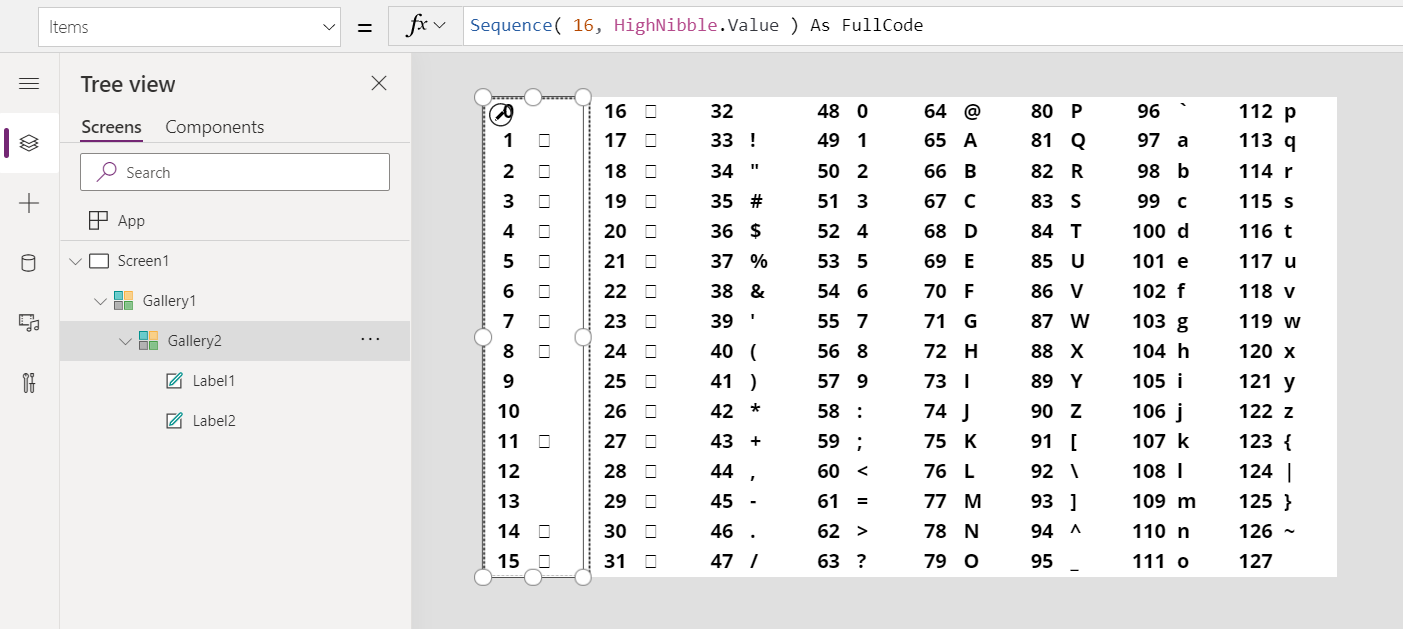 Items = fx Sequence( 16, HighNibble.Value ) As FullCode
Tree view
Screens Components
Search
App
Screen1
Gallery1
Gallery2 ...
Label1
Label2
0 16 □ 32 48 0 64 @ 80 P 96 ` 112 p
1 □ 17 □ 33 ! 49 1 65 A 81 Q 97 a 113 q
2 □ 18 □ 34 " 50 2 66 B 82 R 98 b 114 r
3 □ 19 □ 35 # 51 3 67 C 83 S 99 c 115 s
4 □ 20 □ 36 $ 52 4 68 D 84 T 100 d 116 t
5 □ 21 □ 37 % 53 5 69 E 85 U 101 e 117 u
6 □ 22 □ 38 & 54 6 70 F 86 V 102 f 118 v
7 □ 23 □ 39 ' 55 7 71 G 87 W 103 g 119 w
8 □ 24 □ 40 ( 56 8 72 H 88 X 104 h 120 x
9 25 □ 41 ) 57 9 73 I 89 Y 105 i 121 y
10 26 □ 42 * 58 : 74 J 90 Z 106 j 122 z
11 □ 27 □ 43 + 59 ; 75 K 91 [ 107 k 123 {
12 28 □ 44 , 60 < 76 L 92 \ 108 l 124 |
13 29 □ 45 - 61 = 77 M 93 ] 109 m 125 }
14 □ 30 □ 46 . 62 > 78 N 94 ^ 110 n 126 ~
15 □ 31 □ 47 / 63 ? 79 O 95 _ 111 o 127